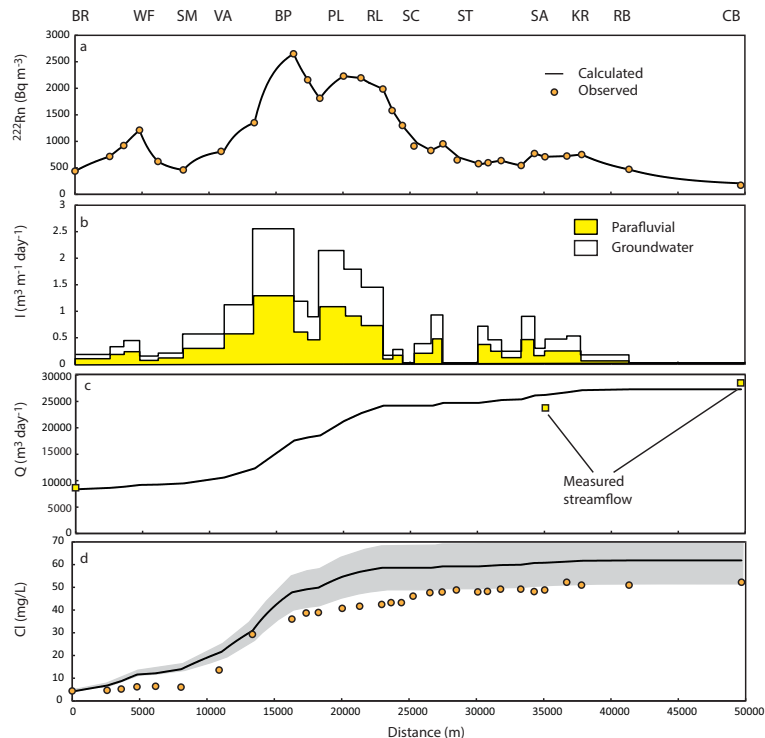 BR WF SM VA BP PL RL SC ST SA KR RB CB
a
3000
2500
2000
1500
1000
500
0
222Rn (Bq m-3)
Calculated
Observed
b
3
2.5
2
1.5
1
0.5
0
I (m3 m-1 day-1)
Parafluvial
Groundwater
c
30000
25000
20000
15000
10000
5000
0
Q (m3 day-1)
Measured
streamflow
d
70
60
50
40
30
20
10
0
Cl (mg/L)
0 5000 10000 15000 20000 25000 30000 35000 40000 45000 50000
Distance (m)